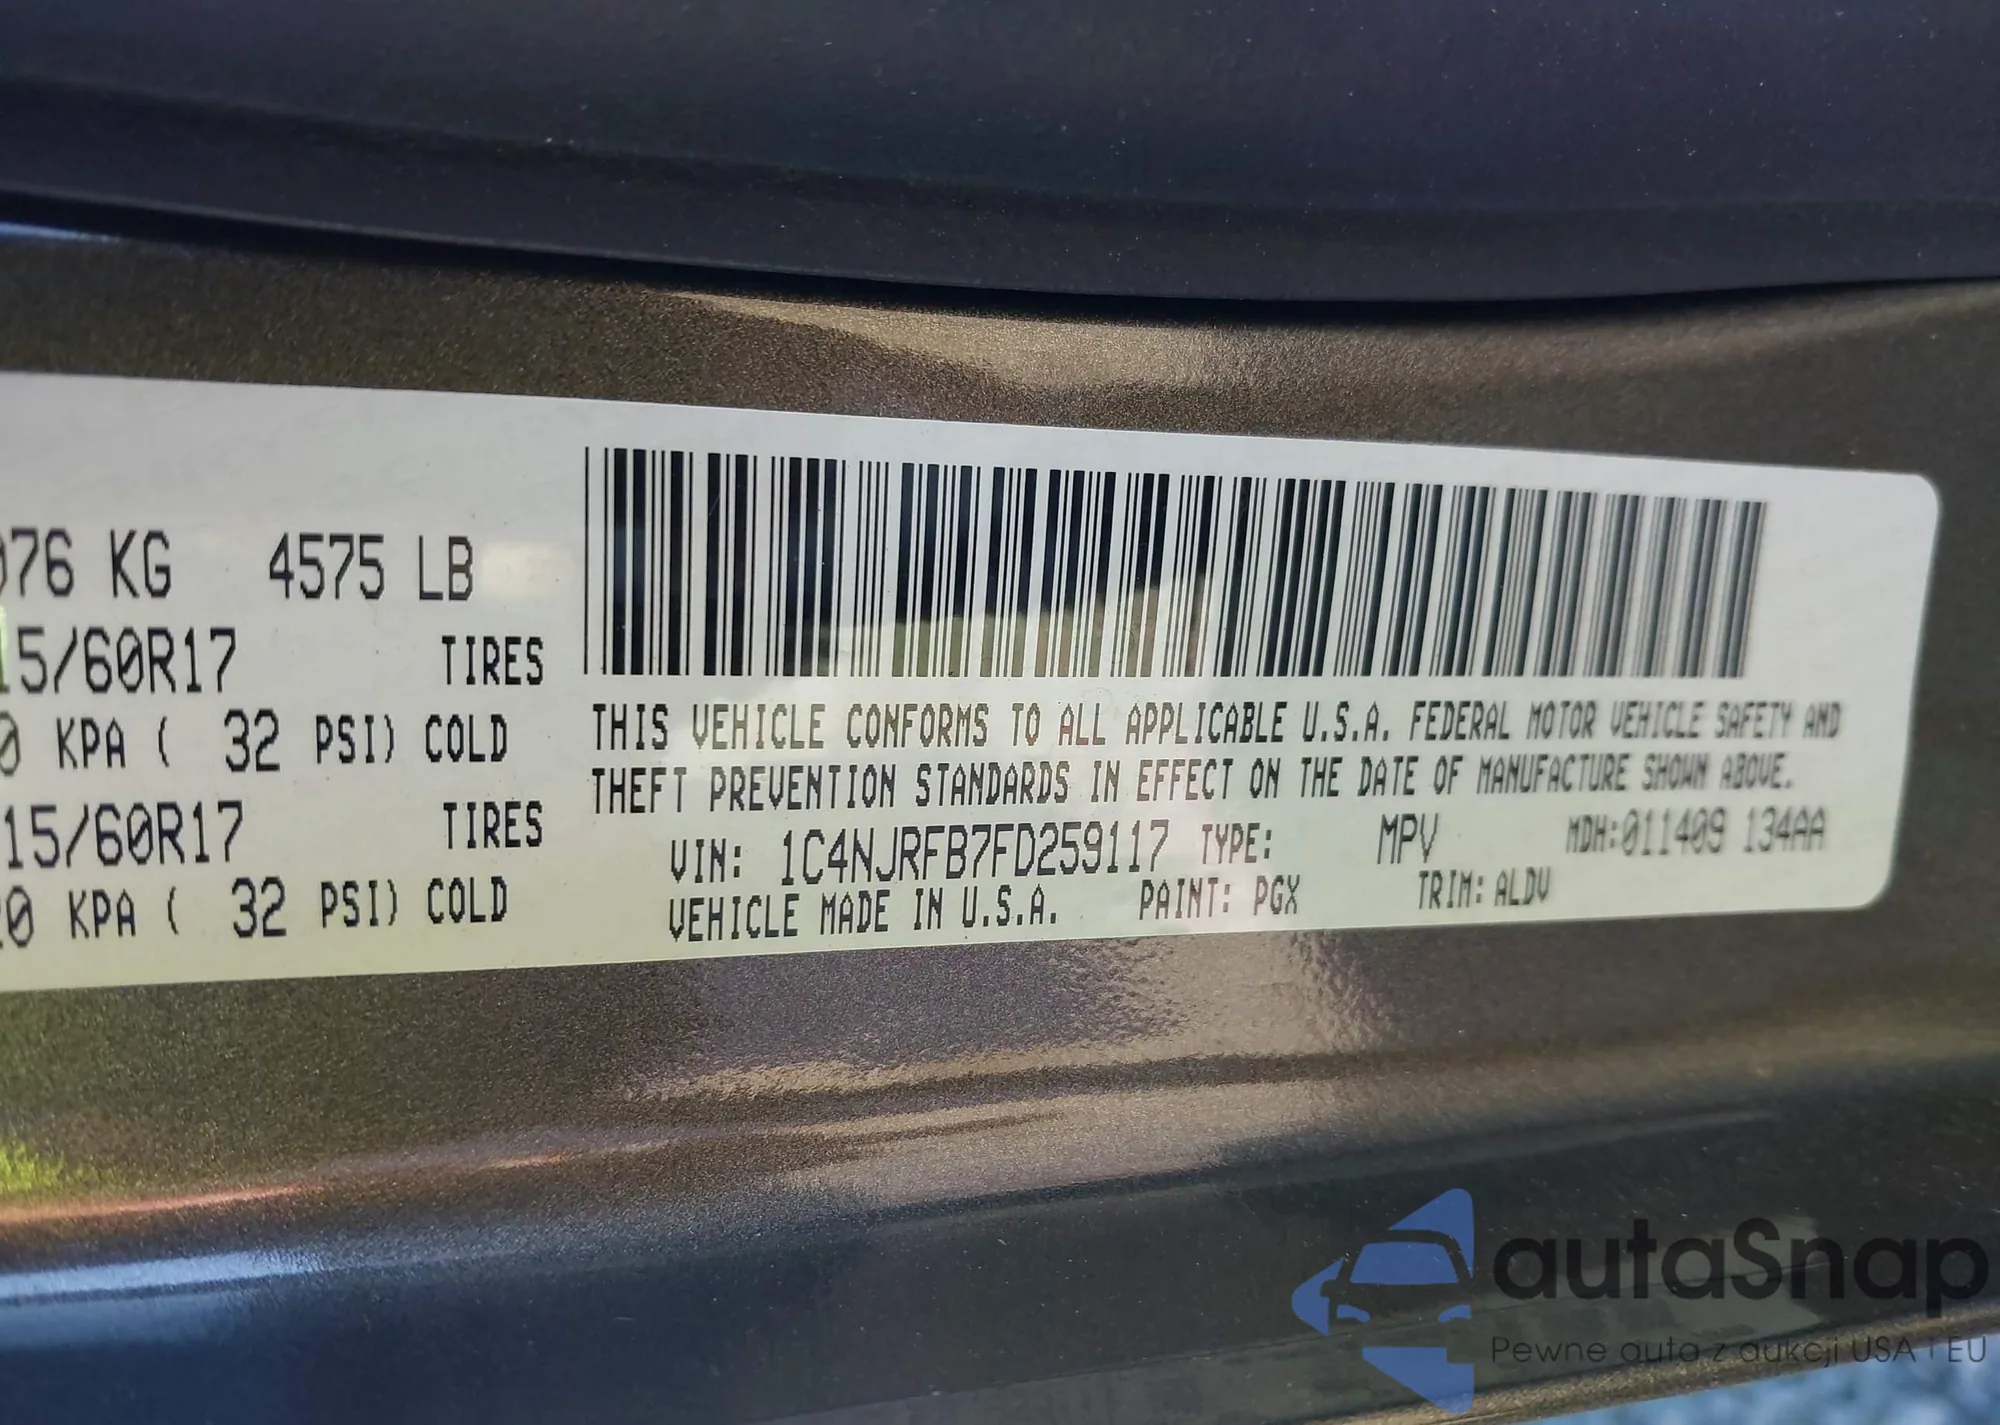 076 KG 4575 LB
15/60R17 TIRES
0 KPA ( 32 PSI) COLD
15/60R17 TIRES
20 KPA ( 32 PSI) COLD
THIS VEHICLE CONFORMS TO ALL APPLICABLE U.S.A. FEDERAL MOTOR VEHICLE SAFETY AND
THEFT PREVENTION STANDARDS IN EFFECT ON THE DATE OF MANUFACTURE SHOWN ABOVE.
VIN: 1C4NJRFB7FD259117 TYPE: MPV MDH:011409 134AA
VEHICLE MADE IN U.S.A. PAINT: PGX TRIM: ALDV
autoSnap
Pewne auto z aukcji USA i EU